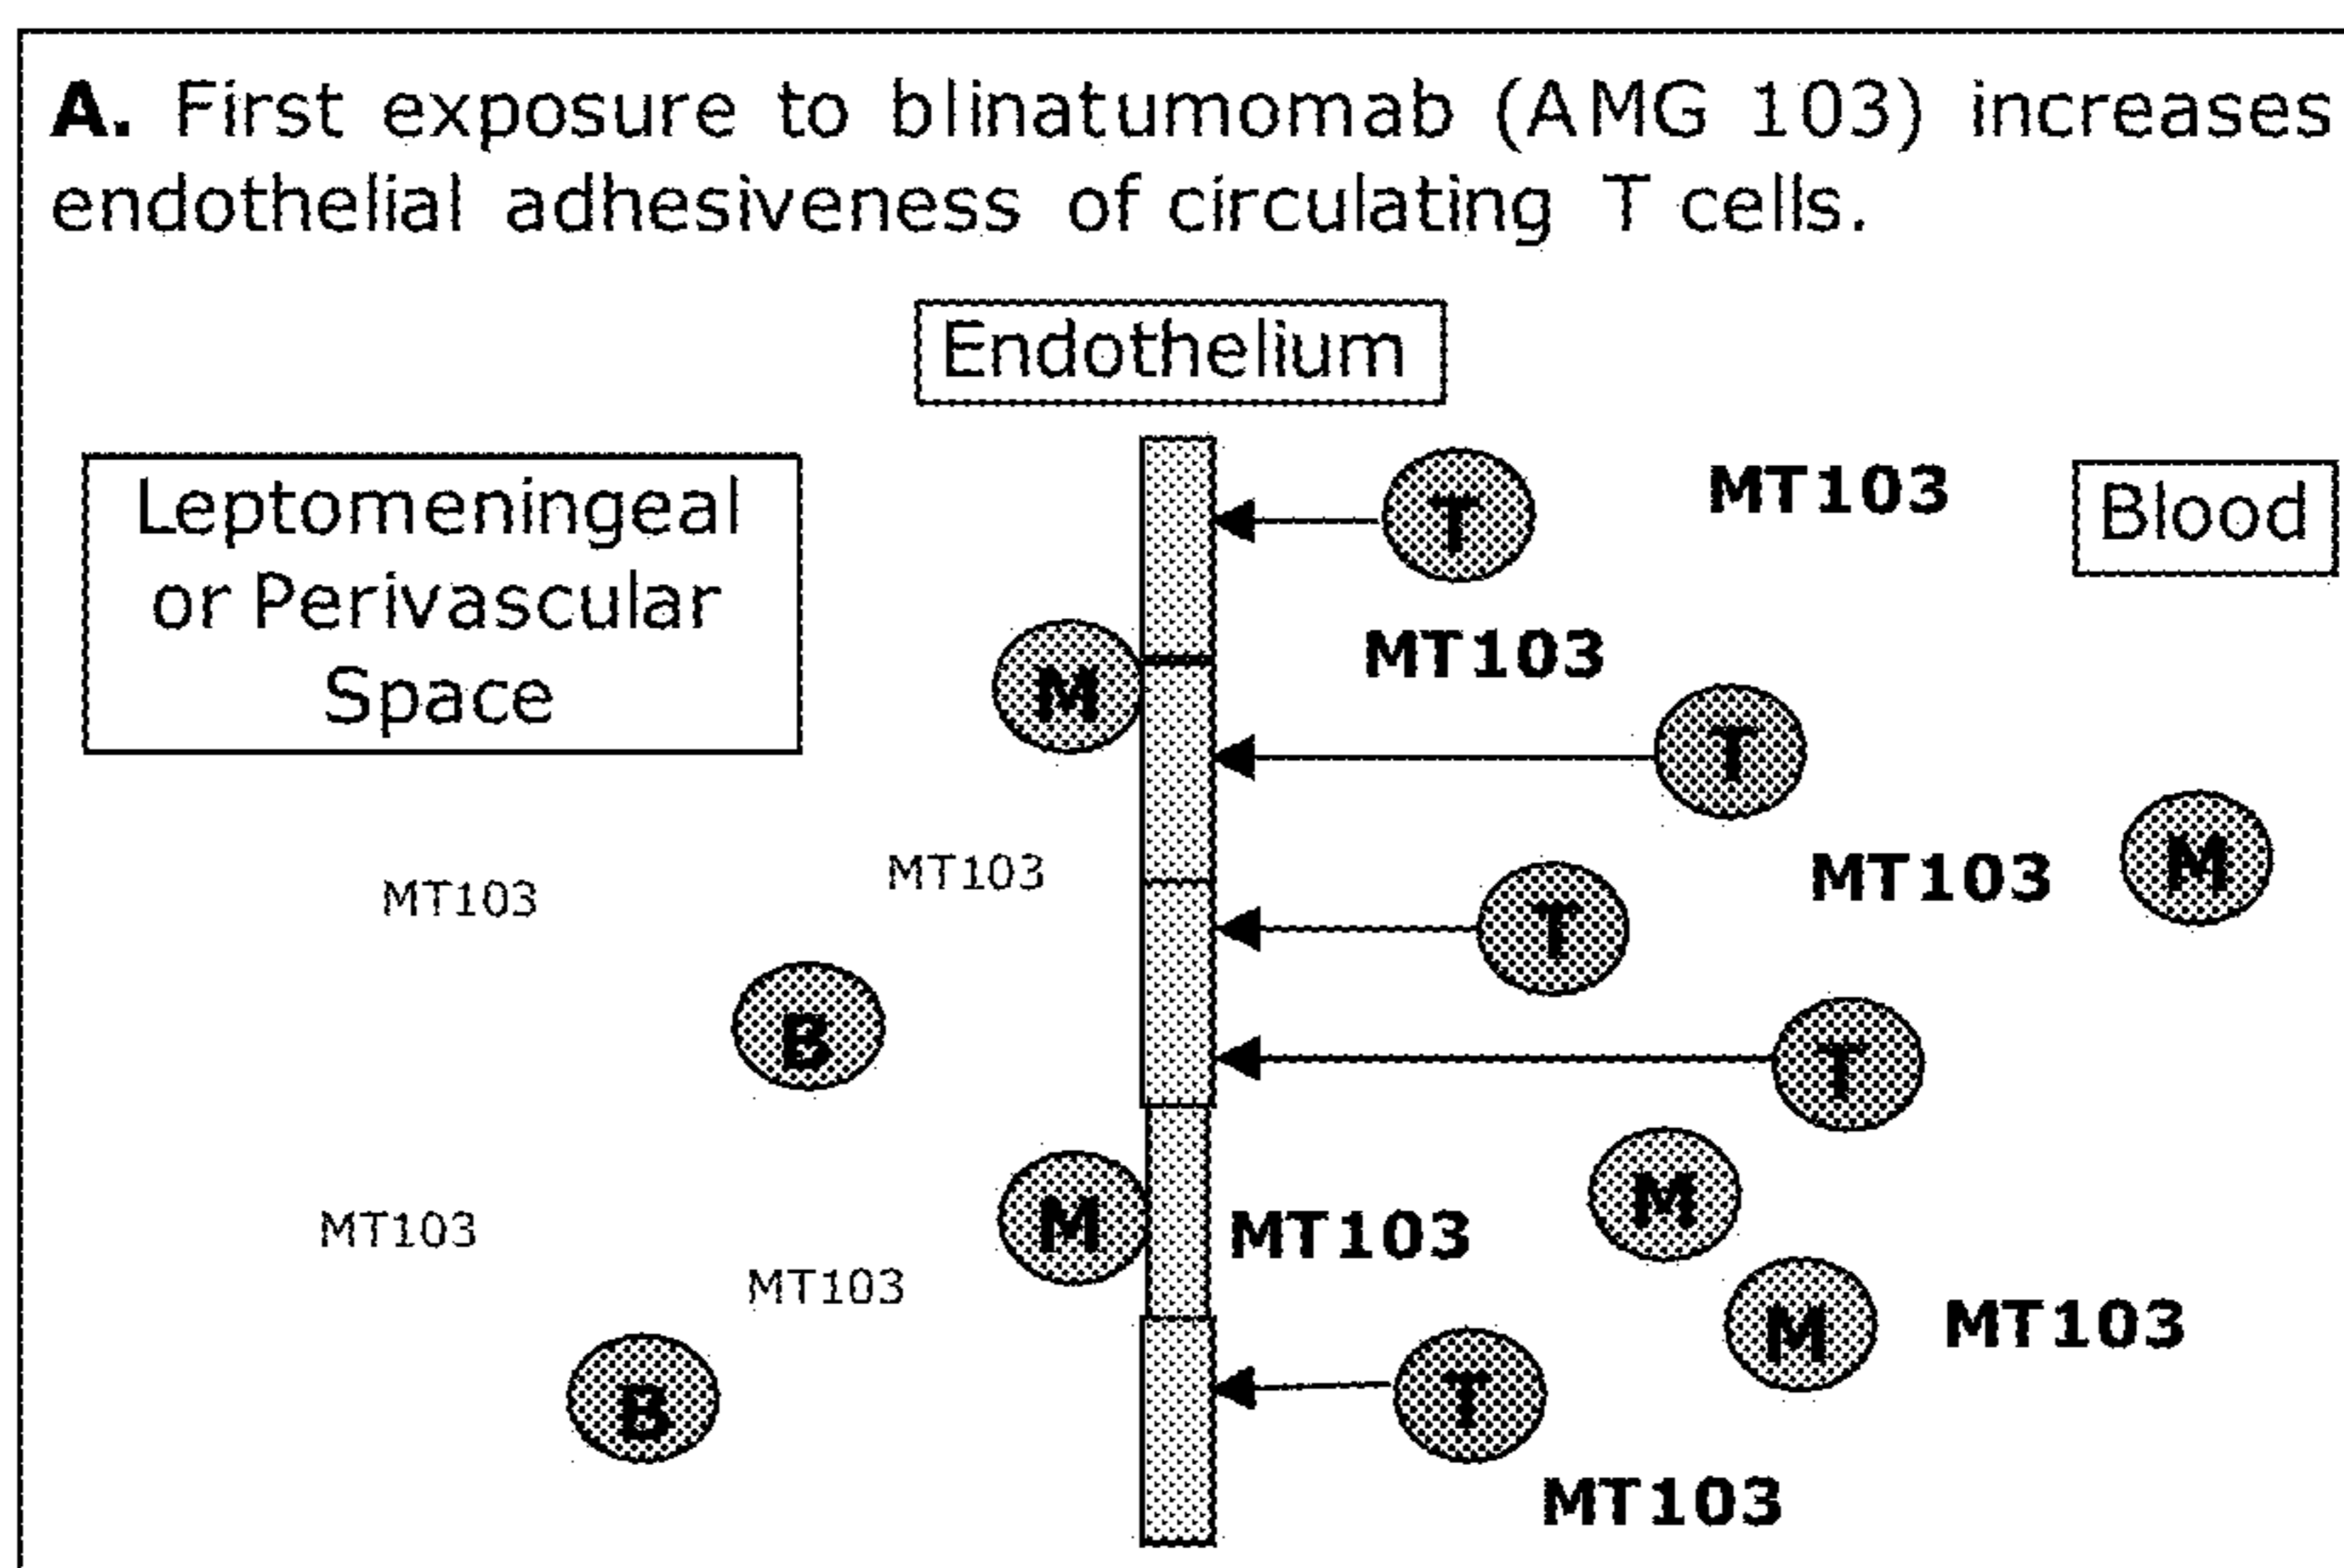 A. First exposure to blinatumomab (AMG 103) increases
endothelial adhesiveness of circulating T cells.
Endothelium
Leptomeningeal
or Perivascular
Space
Blood
T
MT103
MT103
M
T
M
MT103
MT103
MT103
T
B
T
M
M
MT103
MT103
MT103
M
MT103
B
T
MT103